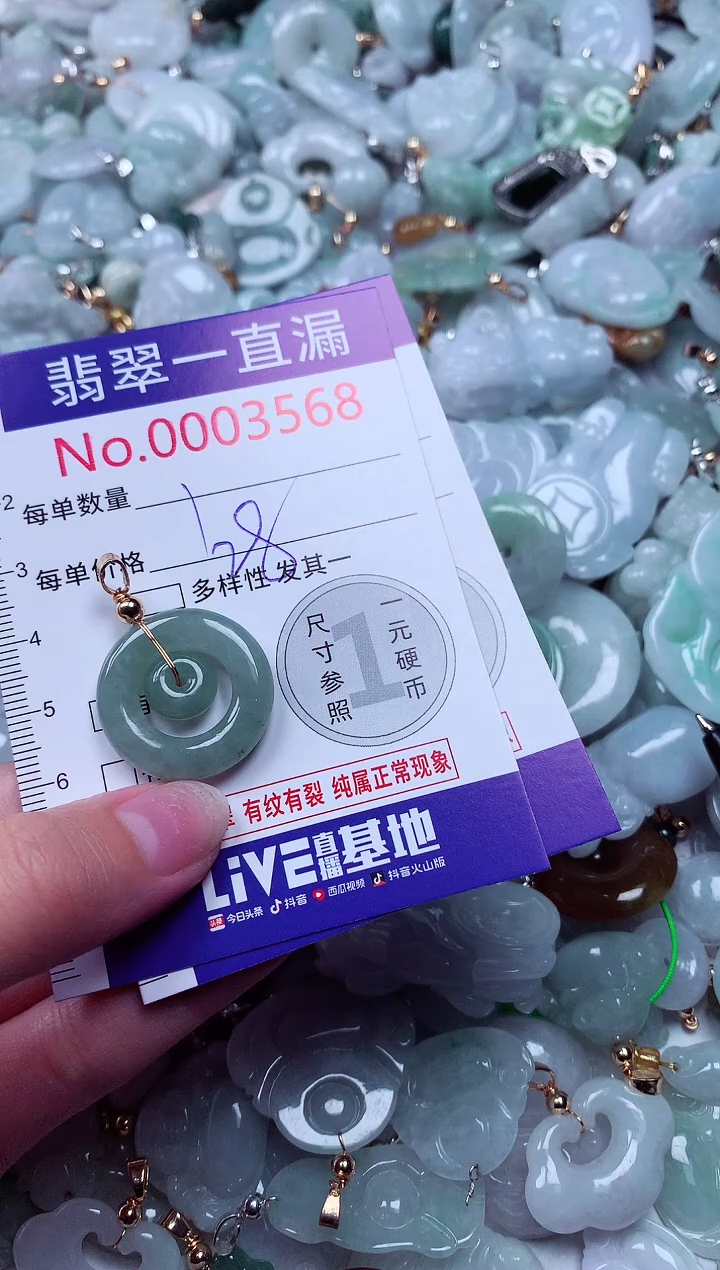 翡翠一直漏
No.0003568
每单数量
每单价格
28
多样性 发其一
2
3
4
5
6
尺寸参照
1
一元硬币
有纹有裂 纯属正常现象
LiVE直播基地
头条 今日头条 抖音 西瓜视频 抖音火山版